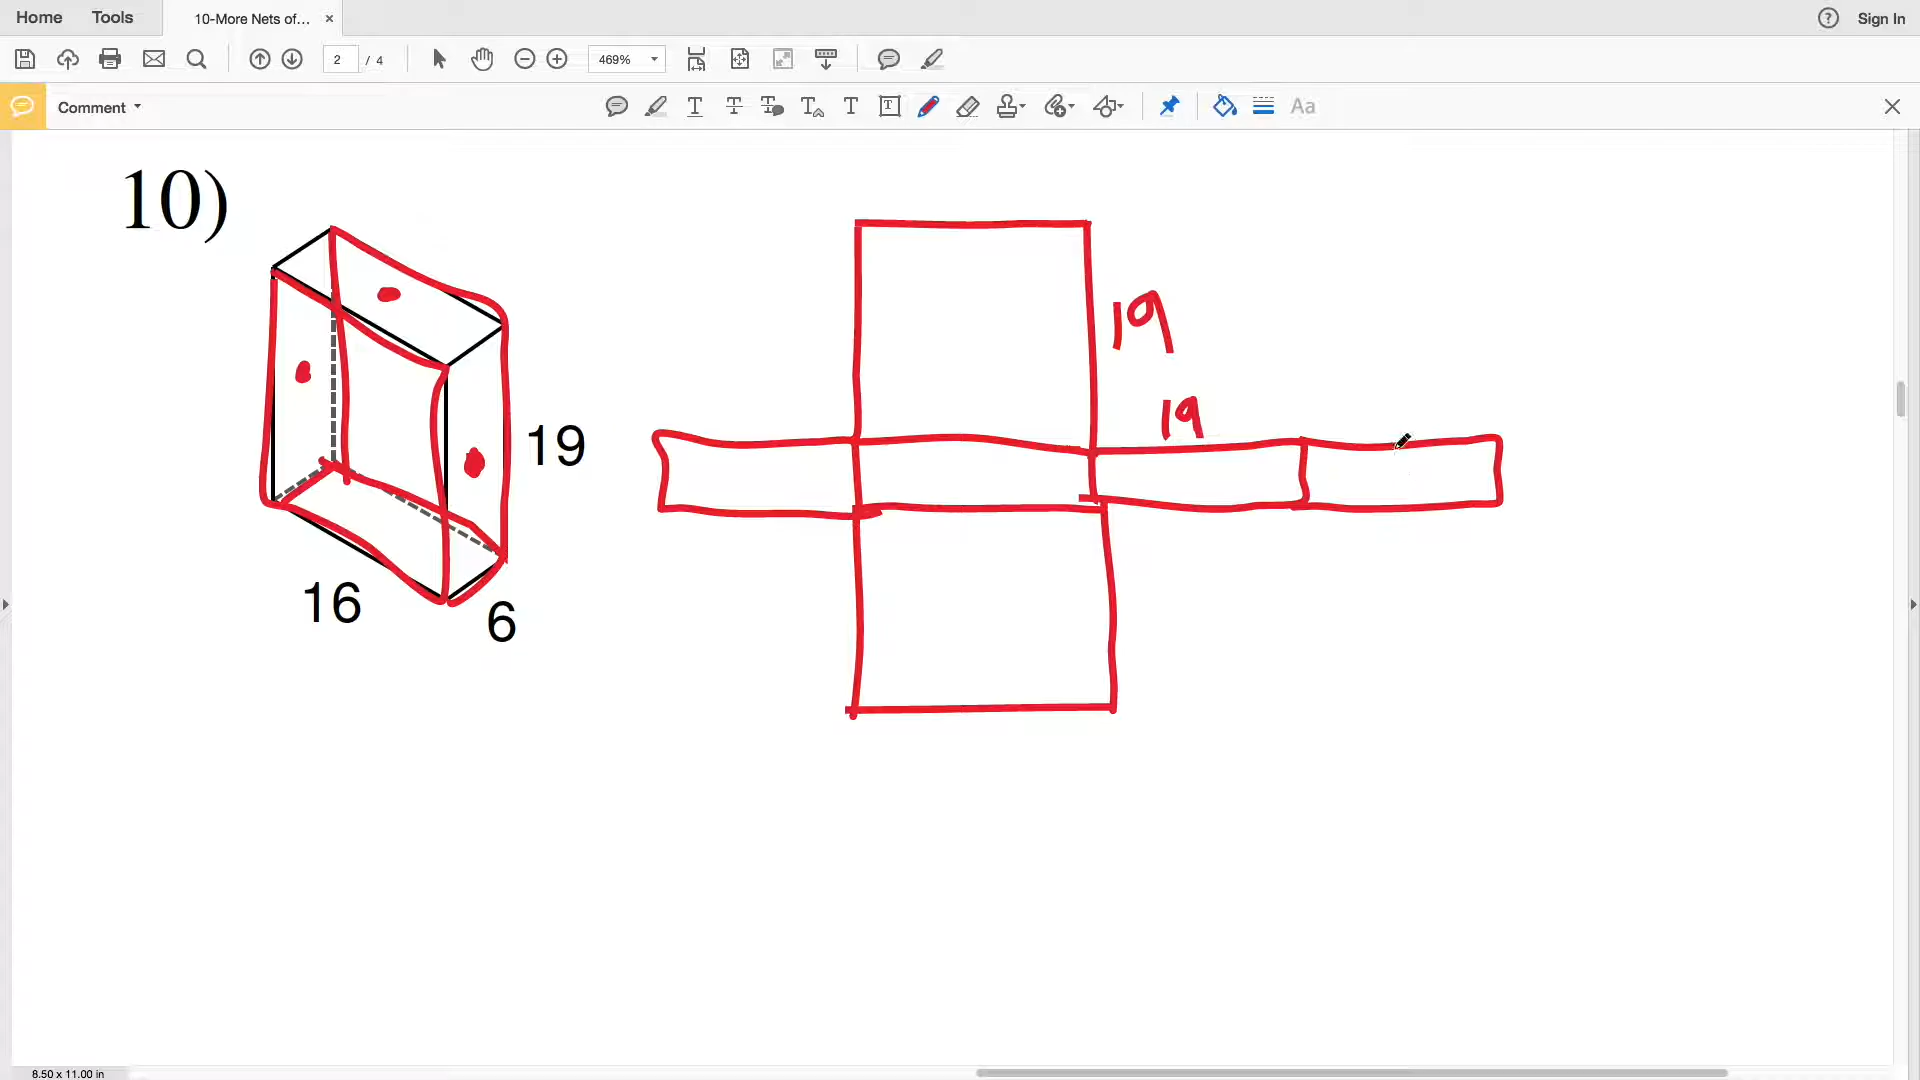 Home Tools 10-More Nets of... × ? Sign In
2 / 4 469%
Comment T T T T T T Aa
10)
19
19
19
16
6
8.50 x 11.00 in